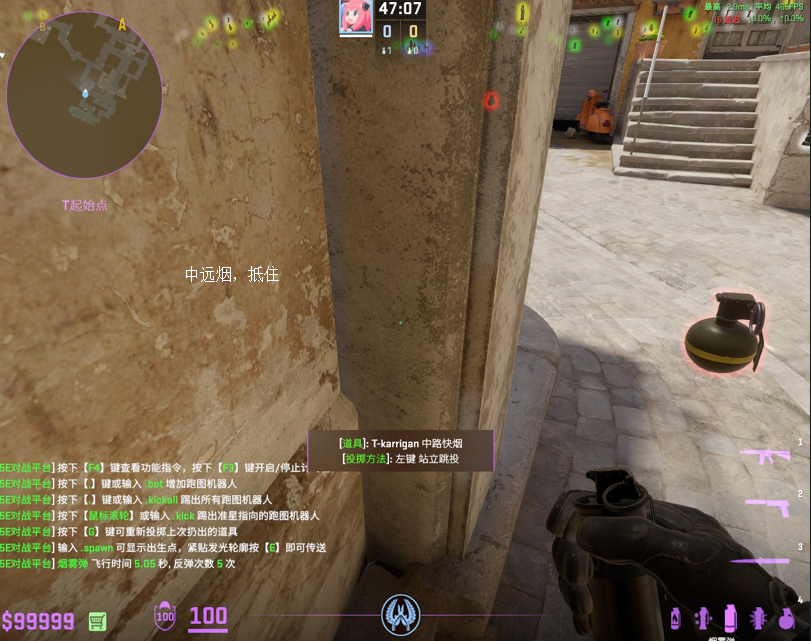 B
A
47:07
0
0
1
T起始点
中远烟，抵住
[道具]: T-karrigan 中路快烟
[投掷方法]: 左键 站立跳投
5E对战平台] 按下【F4】键查看功能指令，按下【F3】键开启/停止
5E对战平台] 按下【.】键或输入 .bot 增加跑图机器人
5E对战平台] 按下【.】键或输入 .kickall 踢出所有跑图机器人
5E对战平台] 按下【鼠标滚轮】或输入 .kick 踢出准星指向的跑图机器人
5E对战平台] 按下【G】键可重新投掷上次扔出的道具
5E对战平台] 输入 .spawn 可显示出生点，紧贴发光轮廓按【E】即可传送
5E对战平台] 烟雾弹 飞行时间 5.05 秒, 反弹次数 5 次
1
2
3
4
$99999
100
100